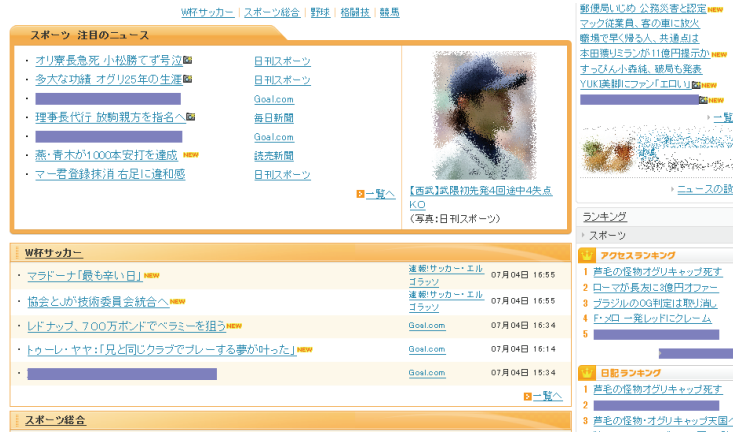 W杯サッカー｜スポーツ総合｜野球｜格闘技｜競馬
スポーツ 注目のニュース
・オリ寮長急死 小松勝てず号泣 日刊スポーツ
・多大な功績 オグリ25年の生涯 日刊スポーツ
・ Goal.com
・理事長代行 放駒親方を指名へ 毎日新聞
・ Goal.com
・燕・青木が1000本安打を達成 NEW 読売新聞
・マー君登録抹消 右足に違和感 日刊スポーツ
一覧へ
【西武】武隈初先発4回途中4失点
KO
(写真：日刊スポーツ)
W杯サッカー
・マラドーナ「最も辛い日」NEW 速報!サッカー・エル
ゴラッソ 07月04日 16:55
・協会とJが技術委員会統合へ NEW 速報!サッカー・エル
ゴラッソ 07月04日 16:55
・レドナップ、７００万ポンドでベラミーを狙う NEW Goal.com 07月04日 16:34
・トゥーレ・ヤヤ：「兄と同じクラブでプレーする夢が叶った」NEW Goal.com 07月04日 16:14
・ Goal.com 07月04日 15:34
一覧へ
スポーツ総合
郵便局いじめ 公務災害と認定 NEW
マック従業員、客の車に放火
職場で早く帰る人、共通点は
本田獲りミランが11億円提示か NEW
すっぴん小森純、破局も発表
YUKI美脚にファン「エロい」 NEW
NEW
一覧
ニュースの設
ランキング
スポーツ
アクセスランキング
1 芦毛の怪物オグリキャップ死す
2 ローマが長友に3億円オファー
3 ブラジルのOG判定は取り消し
4 F・メロ 一発レッドにクレーム
5
日記ランキング
1 芦毛の怪物オグリキャップ死す
2
3 芦毛の怪物・オグリキャップ天国へ